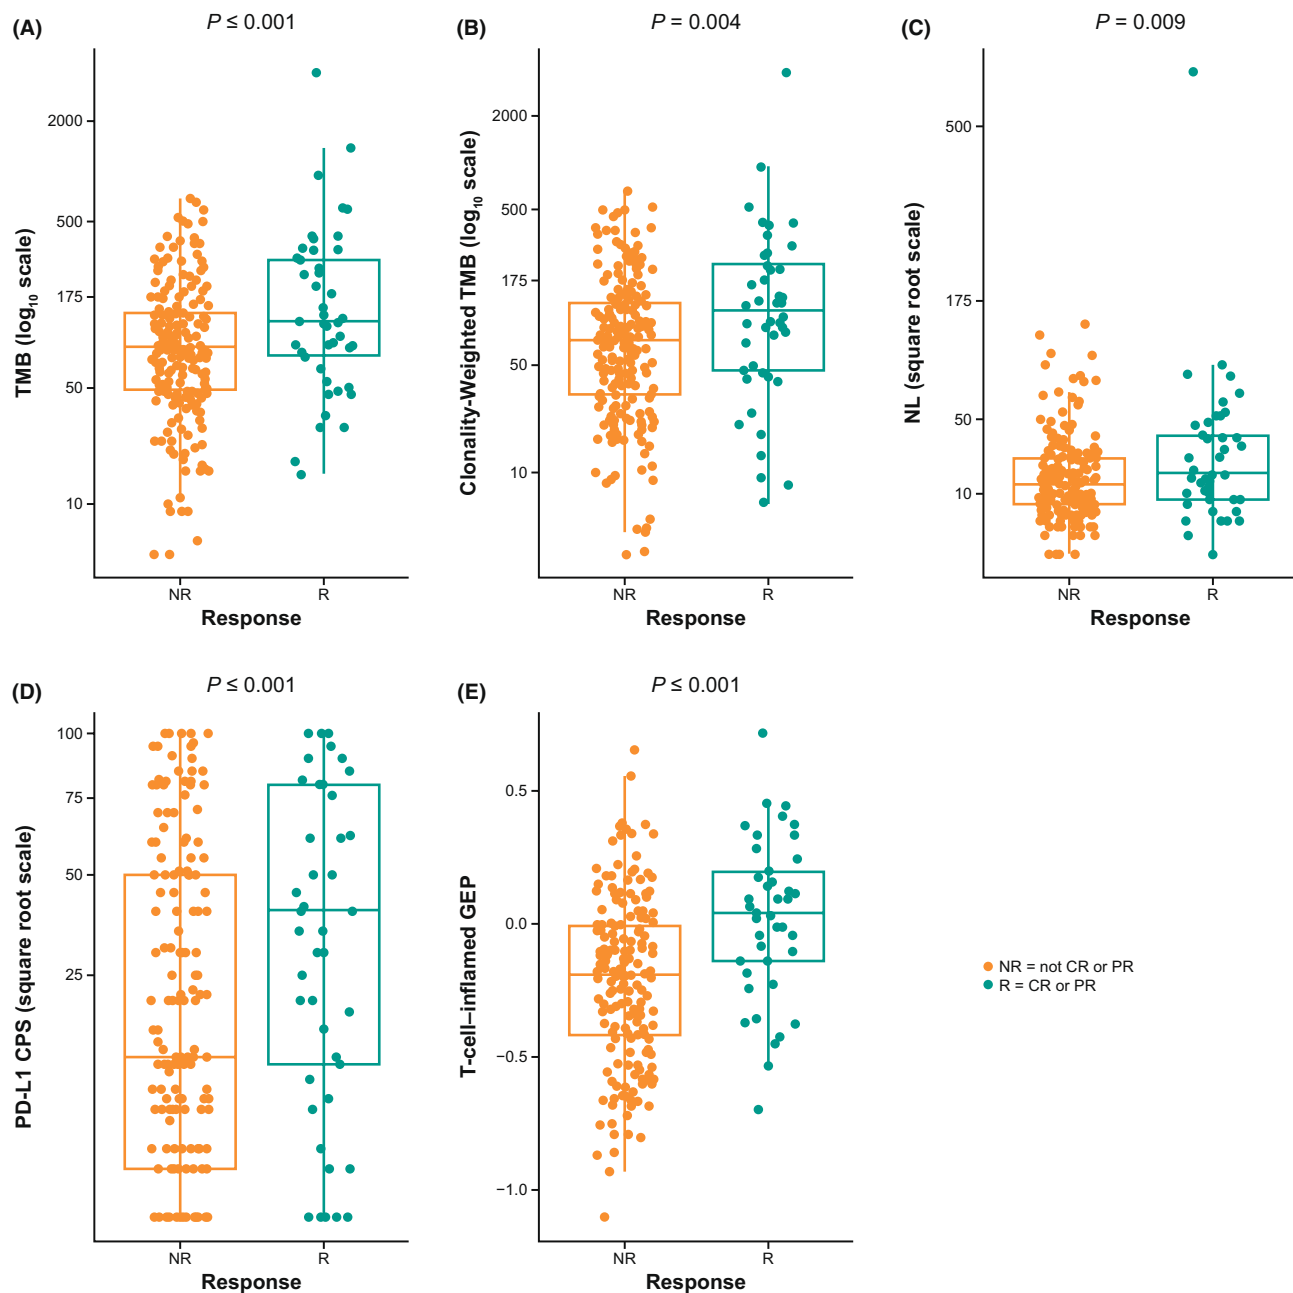 (A)
P ≤ 0.001
TMB (log10 scale)
2000
500
175
50
10
NR
R
Response
(B)
P = 0.004
Clonality-Weighted TMB (log10 scale)
2000
500
175
50
10
NR
R
Response
(C)
P = 0.009
NL (square root scale)
500
175
50
10
NR
R
Response
(D)
P ≤ 0.001
PD-L1 CPS (square root scale)
100
75
50
25
NR
R
Response
(E)
P ≤ 0.001
T-cell–inflamed GEP
0.5
0.0
−0.5
−1.0
NR
R
Response
NR = not CR or PR
R = CR or PR